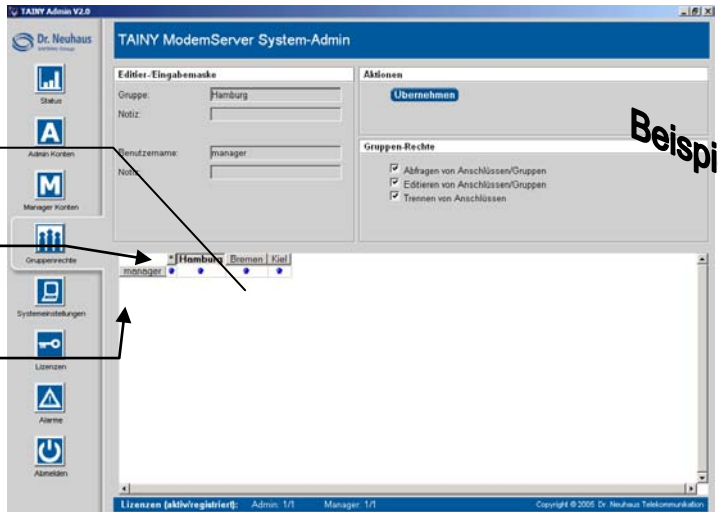 TAINY Admin V2.0
Dr. Neuhaus
TAINY ModemServer System-Admin
Status
Admin Konten
Manager Konten
Gruppenrechte
Systemeinstellungen
Lizenzen
Alarme
Abmelden
Editier-/Eingabemaske
Gruppe: Hamburg
Notiz:
Benutzername: manager
Notiz:
Aktionen
Übernehmen
Beispi
Gruppen-Rechte
Abfragen von Anschlüssen/Gruppen
Editieren von Anschlüssen/Gruppen
Trennen von Anschlüssen
* Hamburg Bremen Kiel
manager
Lizenzen (aktiv/registriert): Admin: 1/1 Manager: 1/1
Copyright © 2005 Dr. Neuhaus Telekommunikation